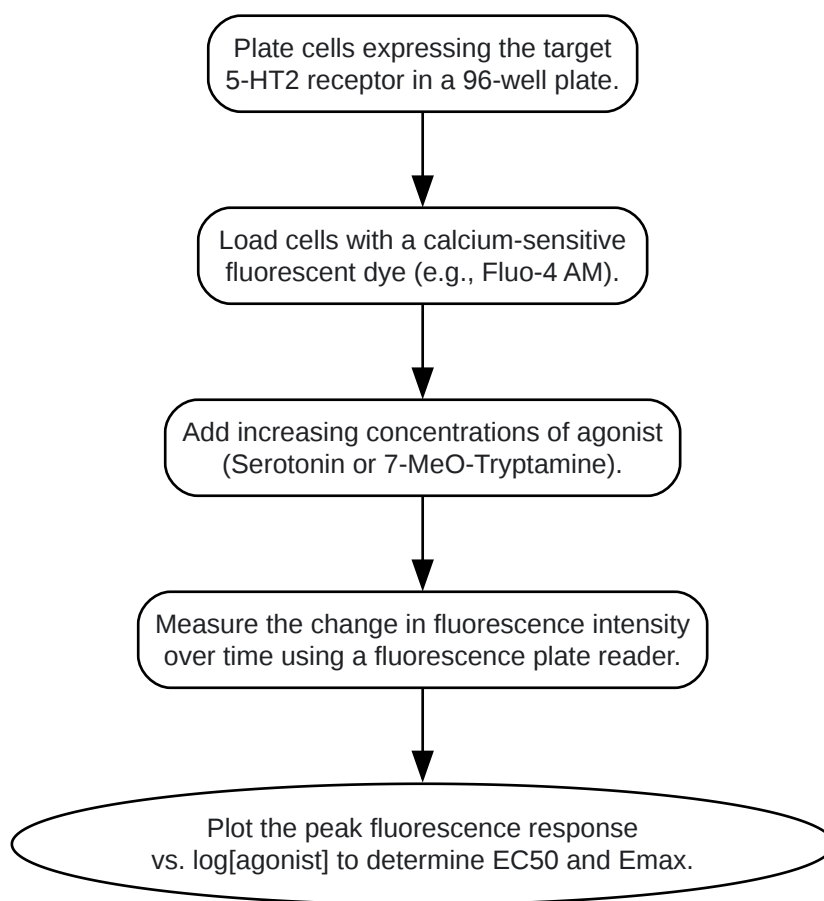 Plate cells expressing the target
5-HT2 receptor in a 96-well plate.
Load cells with a calcium-sensitive
fluorescent dye (e.g., Fluo-4 AM).
Add increasing concentrations of agonist
(Serotonin or 7-MeO-Tryptamine).
Measure the change in fluorescence intensity
over time using a fluorescence plate reader.
Plot the peak fluorescence response
vs. log[agonist] to determine EC50 and Emax.